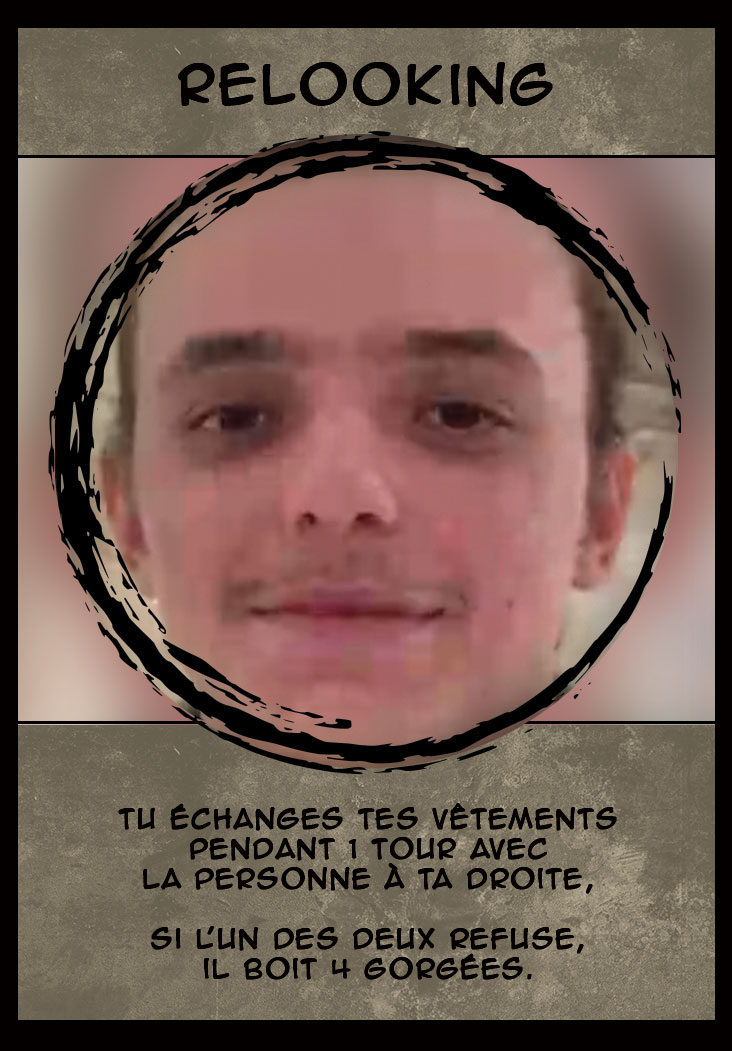 RELOOKING
TU ÉCHANGES TES VÊTEMENTS
PENDANT 1 TOUR AVEC
LA PERSONNE À TA DROITE,
SI L'UN DES DEUX REFUSE,
IL BOIT 4 GORGÉES.